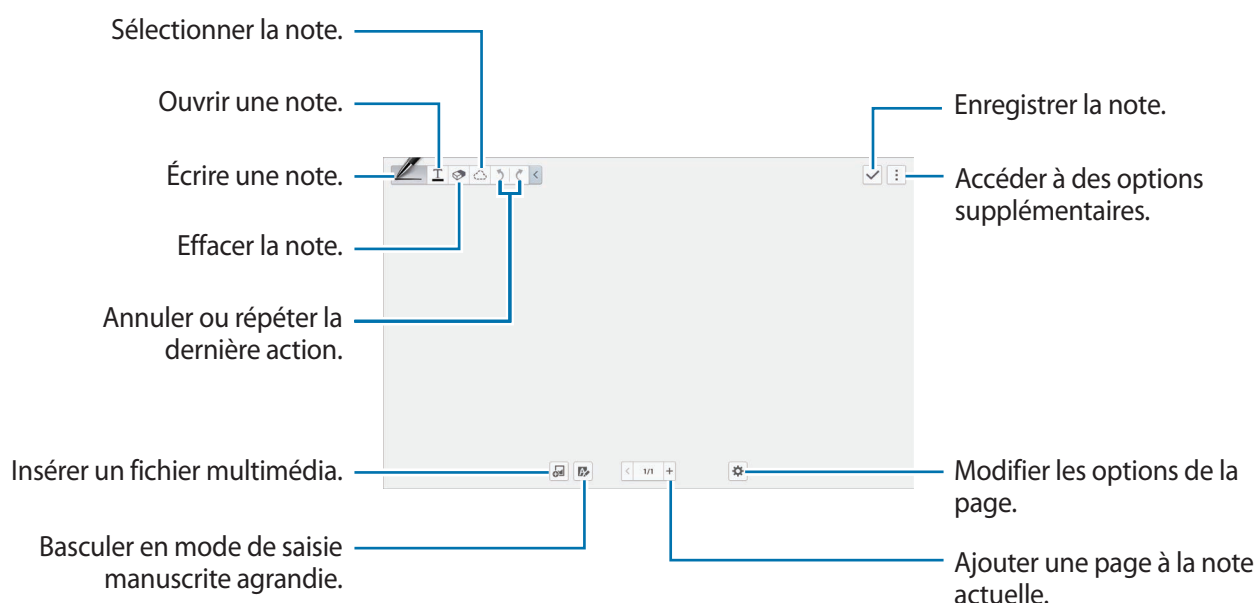 Sélectionner la note.
Ouvrir une note.
Écrire une note.
Effacer la note.
Annuler ou répéter la
dernière action.
Insérer un fichier multimédia.
Basculer en mode de saisie
manuscrite agrandie.
T
1/1
Enregistrer la note.
Accéder à des options
supplémentaires.
Modifier les options de la
page.
Ajouter une page à la note
actuelle.